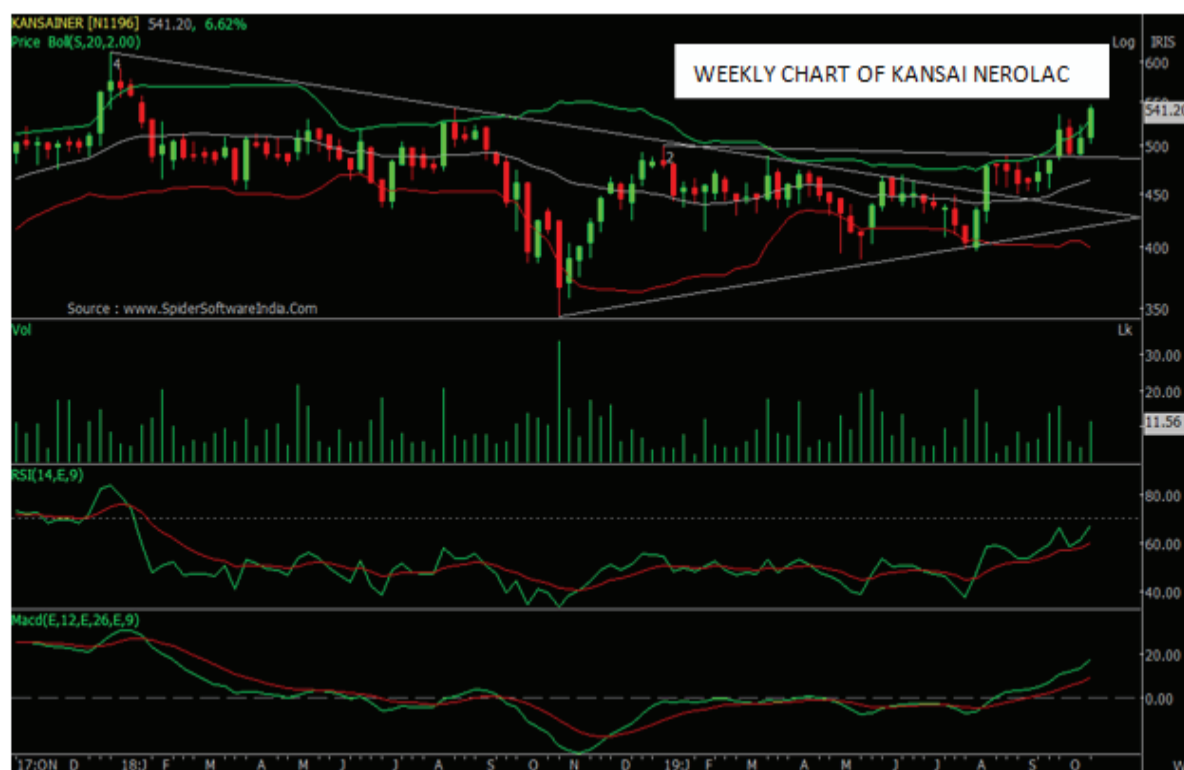 KANSAINER [N1196] 541.20, 6.62%
Price Boll(S,20,2.00)
Log IRIS
WEEKLY CHART OF KANSAI NEROLAC
600
550
541.20
500
450
400
350
4
2
Source : www.SpiderSoftwareIndia.Com
Vol
Lk
30.00
20.00
11.56
RSI(14,E,9)
80.00
60.00
40.00
Macd(E,12,E,26,E,9)
20.00
0.00
17:ON D 18:J F M A M J J A S O N D 19:J F M A M J J A S O W